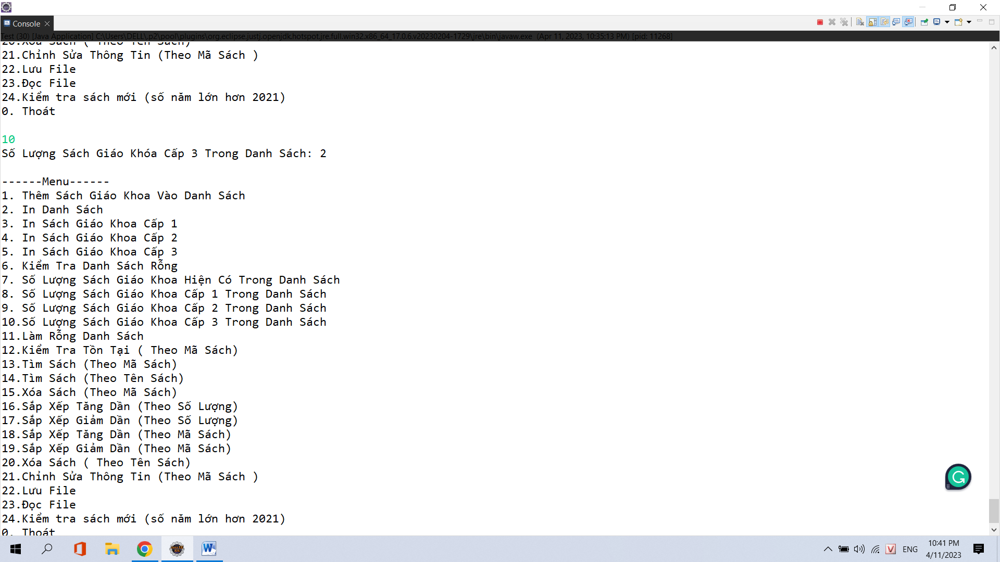 Console
Test (30) [Java Application] C:\Users\DELL\.p2\pool\plugins\org.eclipse.justj.openjdk.hotspot.jre.full.win32.x86_64_17.0.6.v20230204-1729\jre\bin\javaw.exe (Apr 11, 2023, 10:35:13 PM) [pid: 11268]
20.Xóa Sách ( Theo Tên Sách)
21.Chỉnh Sửa Thông Tin (Theo Mã Sách )
22.Lưu File
23.Đọc File
24.Kiểm tra sách mới (số năm lớn hơn 2021)
0. Thoát
10
Số Lượng Sách Giáo Khóa Cấp 3 Trong Danh Sách: 2
------Menu------
1. Thêm Sách Giáo Khoa Vào Danh Sách
2. In Danh Sách
3. In Sách Giáo Khoa Cấp 1
4. In Sách Giáo Khoa Cấp 2
5. In Sách Giáo Khoa Cấp 3
6. Kiểm Tra Danh Sách Rỗng
7. Số Lượng Sách Giáo Khoa Hiện Có Trong Danh Sách
8. Số Lượng Sách Giáo Khoa Cấp 1 Trong Danh Sách
9. Số Lượng Sách Giáo Khoa Cấp 2 Trong Danh Sách
10.Số Lượng Sách Giáo Khoa Cấp 3 Trong Danh Sách
11.Làm Rỗng Danh Sách
12.Kiểm Tra Tồn Tại ( Theo Mã Sách)
13.Tìm Sách (Theo Mã Sách)
14.Tìm Sách (Theo Tên Sách)
15.Xóa Sách (Theo Mã Sách)
16.Sắp Xếp Tăng Dần (Theo Số Lượng)
17.Sắp Xếp Giảm Dần (Theo Số Lượng)
18.Sắp Xếp Tăng Dần (Theo Mã Sách)
19.Sắp Xếp Giảm Dần (Theo Mã Sách)
20.Xóa Sách ( Theo Tên Sách)
21.Chỉnh Sửa Thông Tin (Theo Mã Sách )
22.Lưu File
23.Đọc File
24.Kiểm tra sách mới (số năm lớn hơn 2021)
0. Thoát
ENG
10:41 PM
4/11/2023